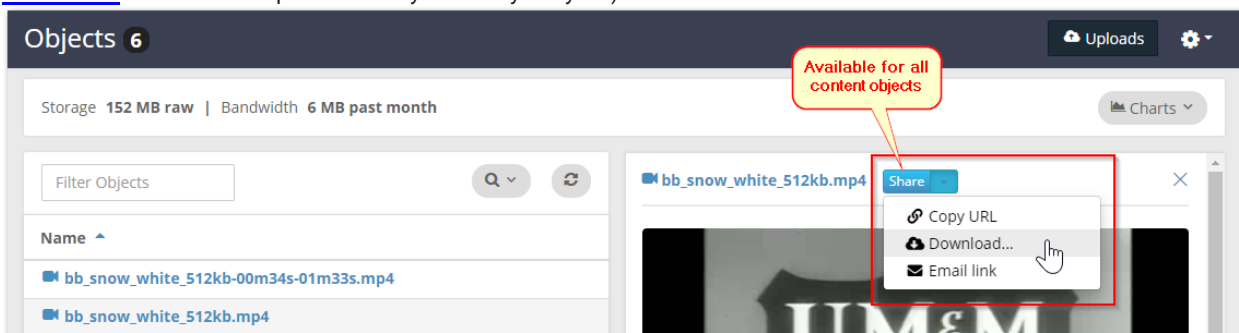 Objects 6
Uploads
Available for all
content objects
Storage 152 MB raw | Bandwidth 6 MB past month
Charts
Filter Objects
bb_snow_white_512kb.mp4
Share
Copy URL
Download...
Email link
Name
bb_snow_white_512kb-00m34s-01m33s.mp4
bb_snow_white_512kb.mp4
UM&M